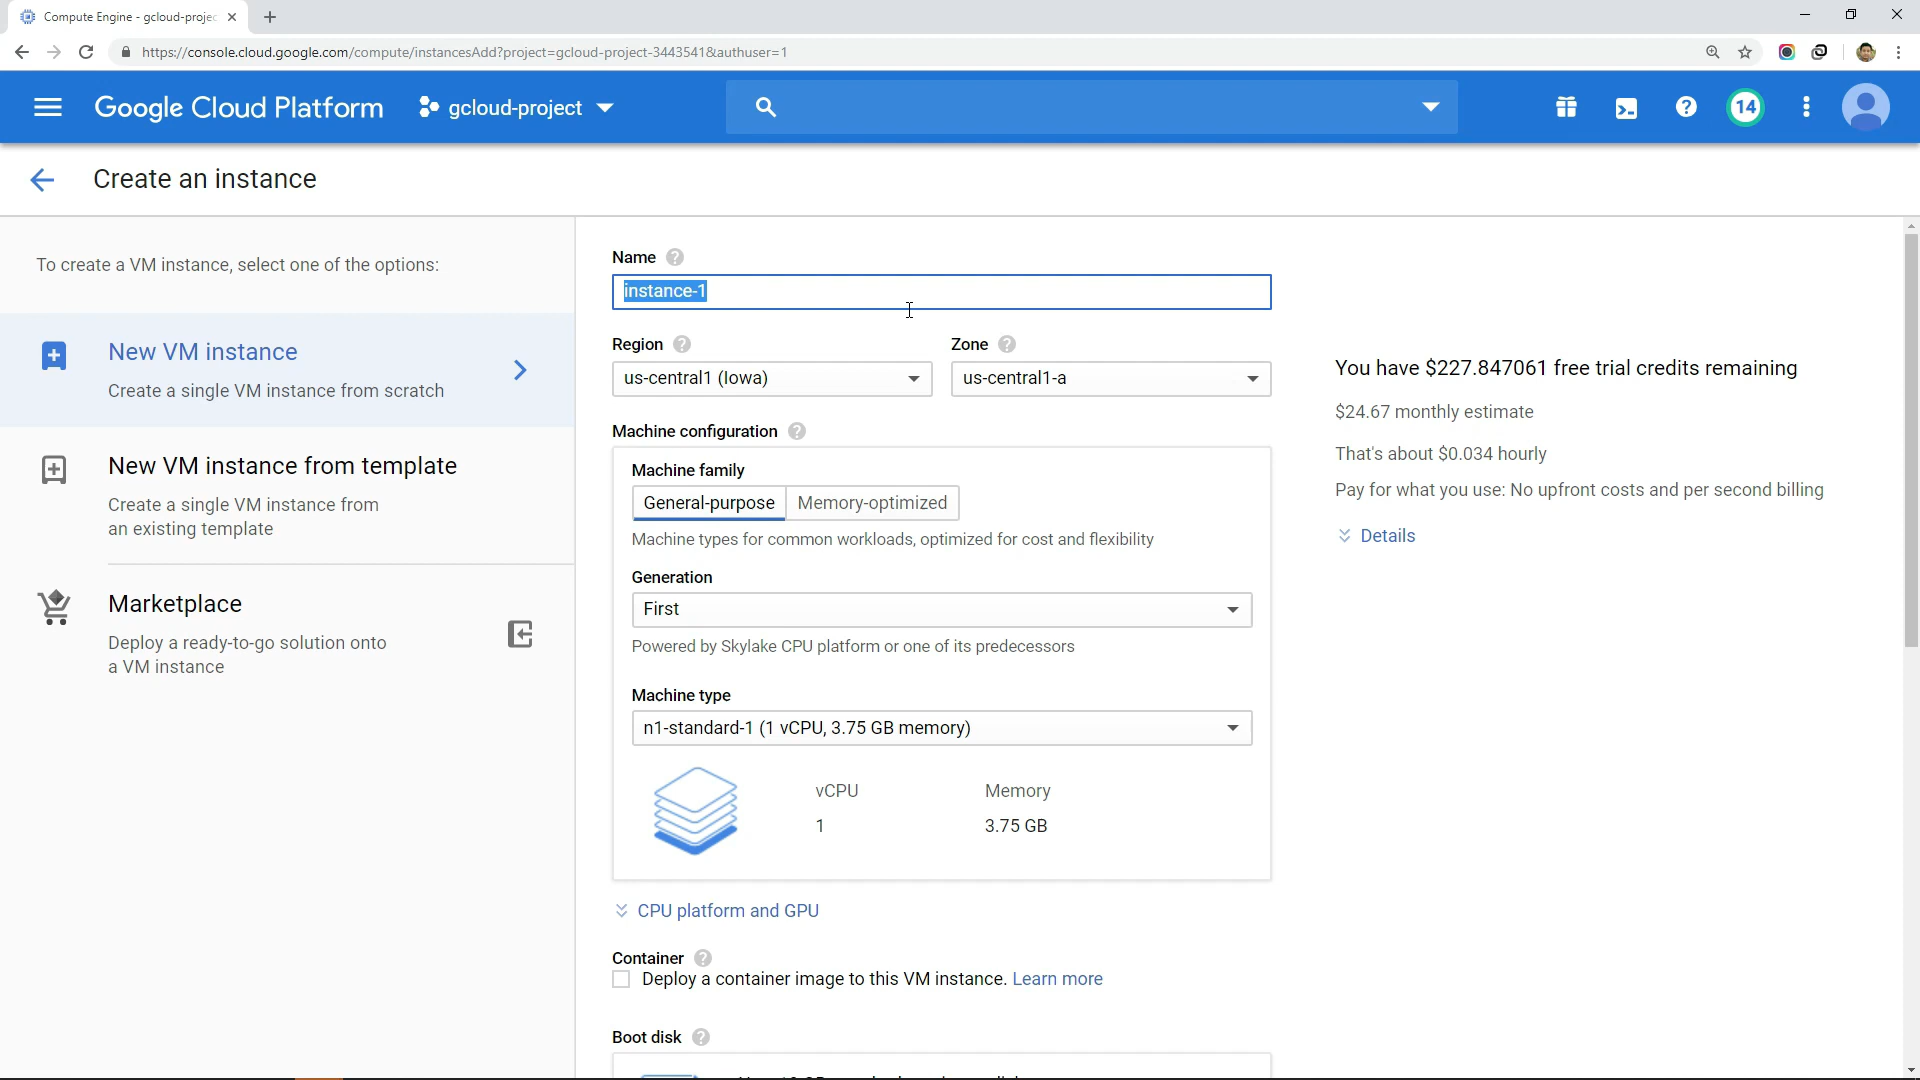 Compute Engine - gcloud-projec
https://console.cloud.google.com/compute/instancesAdd?project=gcloud-project-3443541&authuser=1
Google Cloud Platform
gcloud-project
14
Create an instance
To create a VM instance, select one of the options:
New VM instance
Create a single VM instance from scratch
New VM instance from template
Create a single VM instance from
an existing template
Marketplace
Deploy a ready-to-go solution onto
a VM instance
Name
instance-1
Region
Zone
us-central1 (Iowa)
us-central1-a
Machine configuration
Machine family
General-purpose
Memory-optimized
Machine types for common workloads, optimized for cost and flexibility
Generation
First
Powered by Skylake CPU platform or one of its predecessors
Machine type
n1-standard-1 (1 vCPU, 3.75 GB memory)
vCPU
Memory
1
3.75 GB
CPU platform and GPU
Container
Deploy a container image to this VM instance. Learn more
Boot disk
You have $227.847061 free trial credits remaining
$24.67 monthly estimate
That's about $0.034 hourly
Pay for what you use: No upfront costs and per second billing
Details